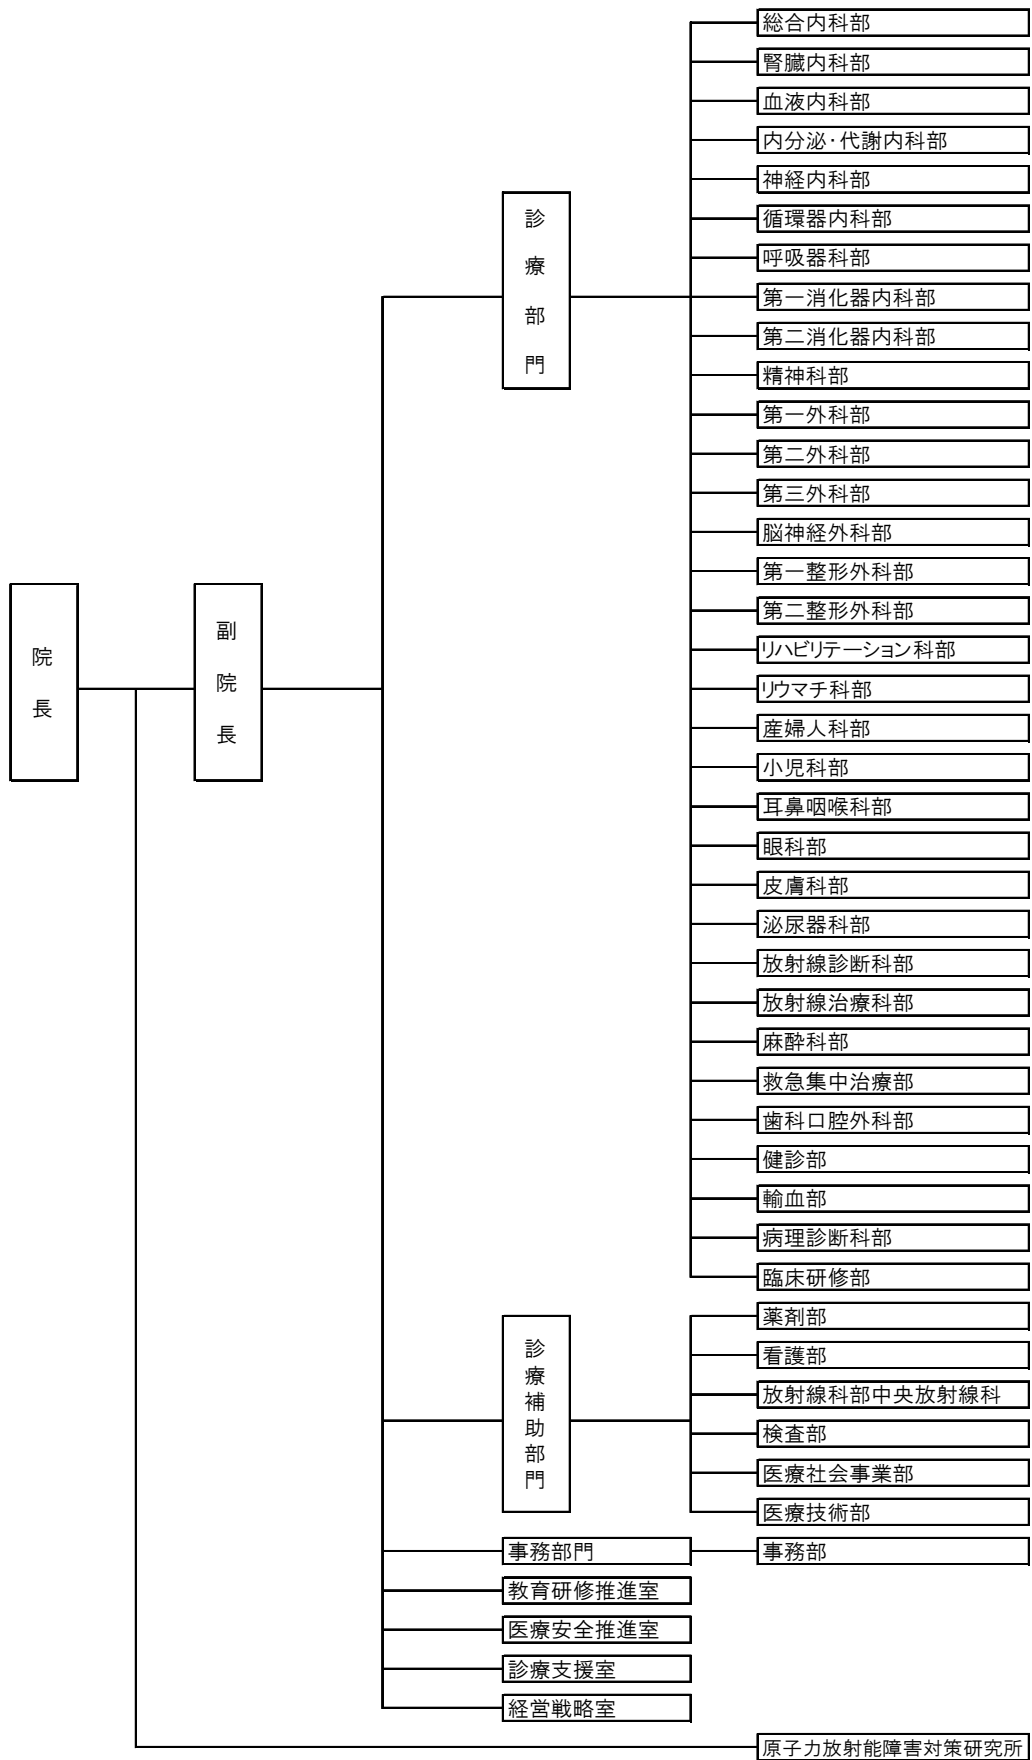 院長
副院長
診療部門
総合内科部
腎臓内科部
血液内科部
内分泌・代謝内科部
神経内科部
循環器内科部
呼吸器科部
第一消化器内科部
第二消化器内科部
精神科部
第一外科部
第二外科部
第三外科部
脳神経外科部
第一整形外科部
第二整形外科部
リハビリテーション科部
リウマチ科部
産婦人科部
小児科部
耳鼻咽喉科部
眼科部
皮膚科部
泌尿器科部
放射線診断科部
放射線治療科部
麻酔科部
救急集中治療部
歯科口腔外科部
健診部
輸血部
病理診断科部
臨床研修部
診療補助部門
薬剤部
看護部
放射線科部中央放射線科
検査部
医療社会事業部
医療技術部
事務部門
事務部
教育研修推進室
医療安全推進室
診療支援室
経営戦略室
原子力放射能障害対策研究所